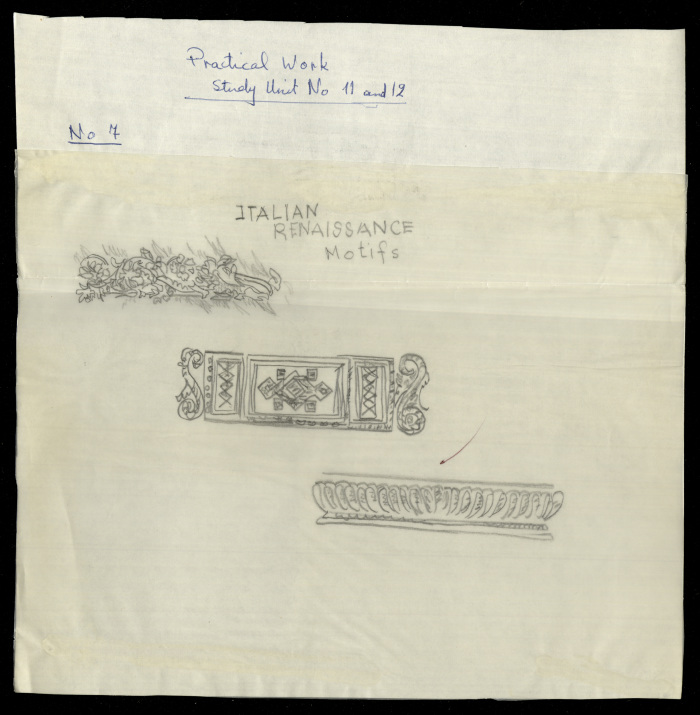 Practical Work
Study Unit No 11 and 12
No 7
ITALIAN
RENAISSANCE
Motifs